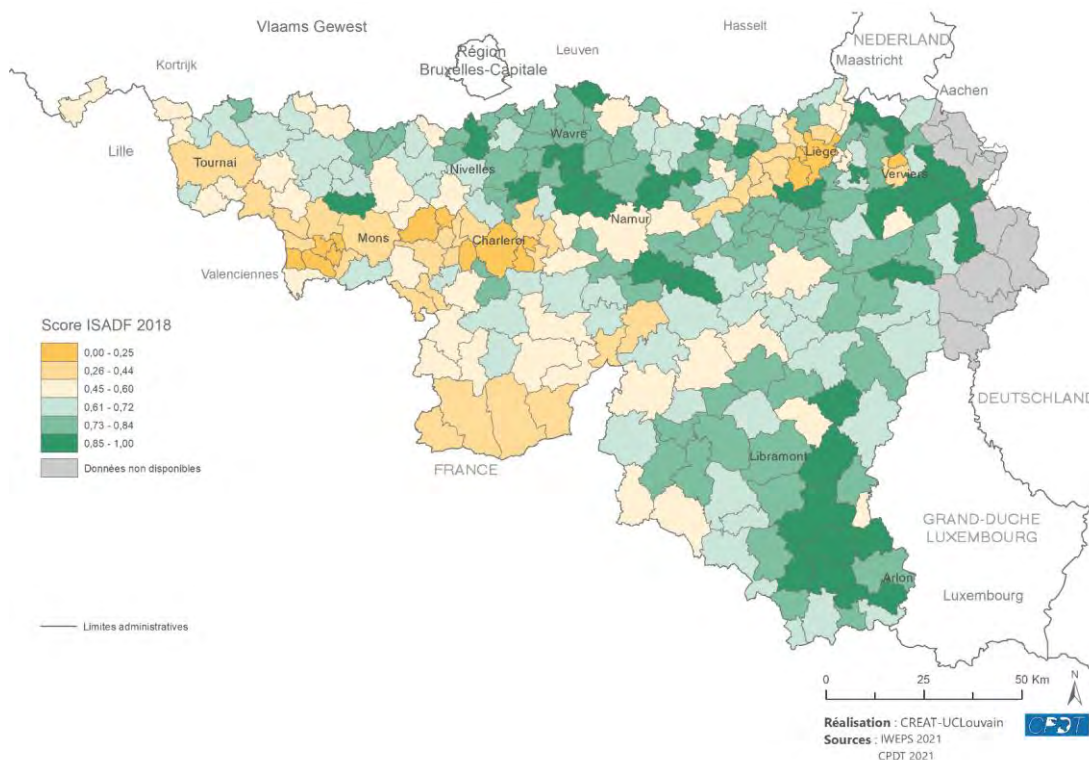 Hasselt
Vlaams Gewest
NEDERLAND
Région
Bruxelles-Capitale
Leuven
Maastricht
Kortrijk
Aachen
Wavre
Lille
Tournai
Nivelles
Liège
Verviers
Namur
Mons
Charleroi
Valenciennes
Score ISADF 2018
0,00 - 0,25
0,26 - 0,44
0,45 - 0,60
0,61 - 0,72
0,73 - 0,84
0,85 - 1,00
Données non disponibles
DEUTSCHLAND
Libramont
FRANCE
GRAND-DUCHE
LUXEMBOURG
Arlon
Luxembourg
Limites administratives
0 25 50 Km
N
Réalisation : CREAT-UCLouvain
Sources : IWEPS 2021
CPDT 2021
CPDT